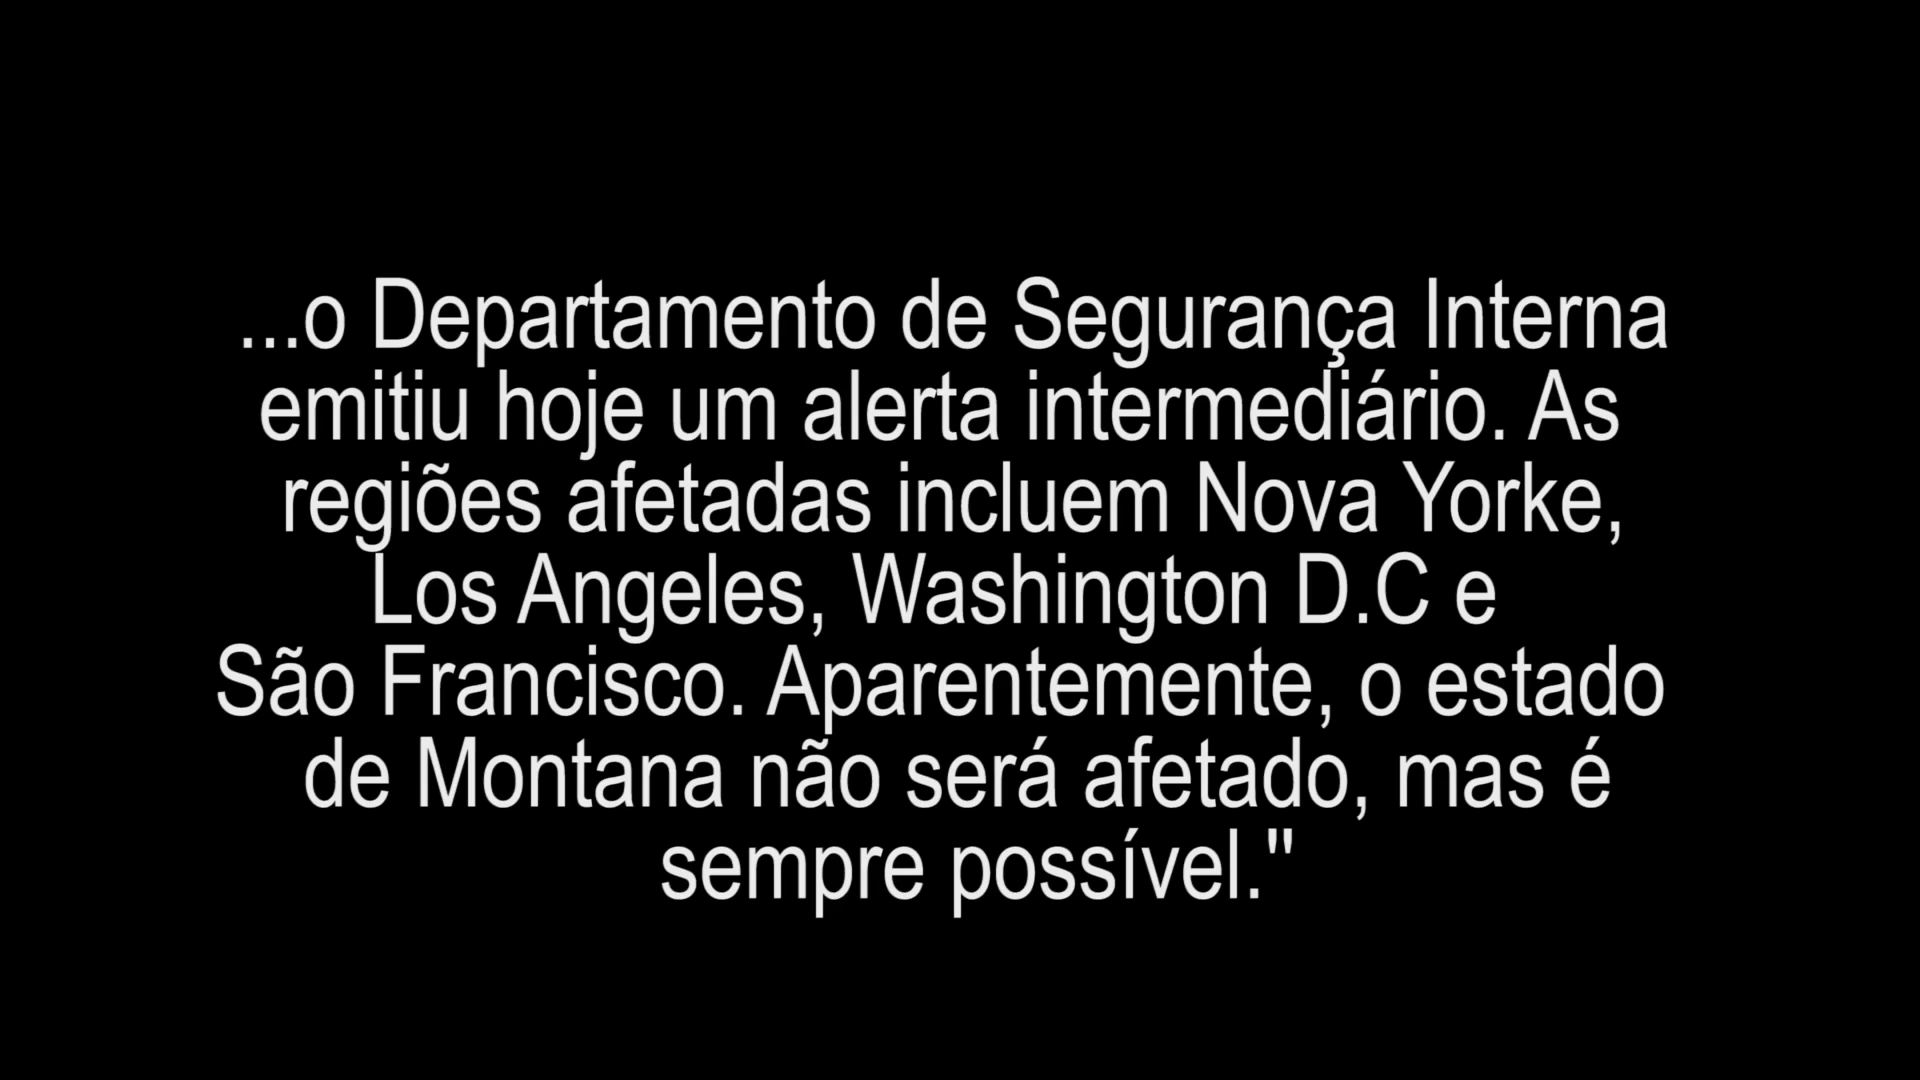 ...o Departamento de Segurança Interna
emitiu hoje um alerta intermediário. As
regiões afetadas incluem Nova Yorke,
Los Angeles, Washington D.C e
São Francisco. Aparentemente, o estado
de Montana não será afetado, mas é
sempre possível."